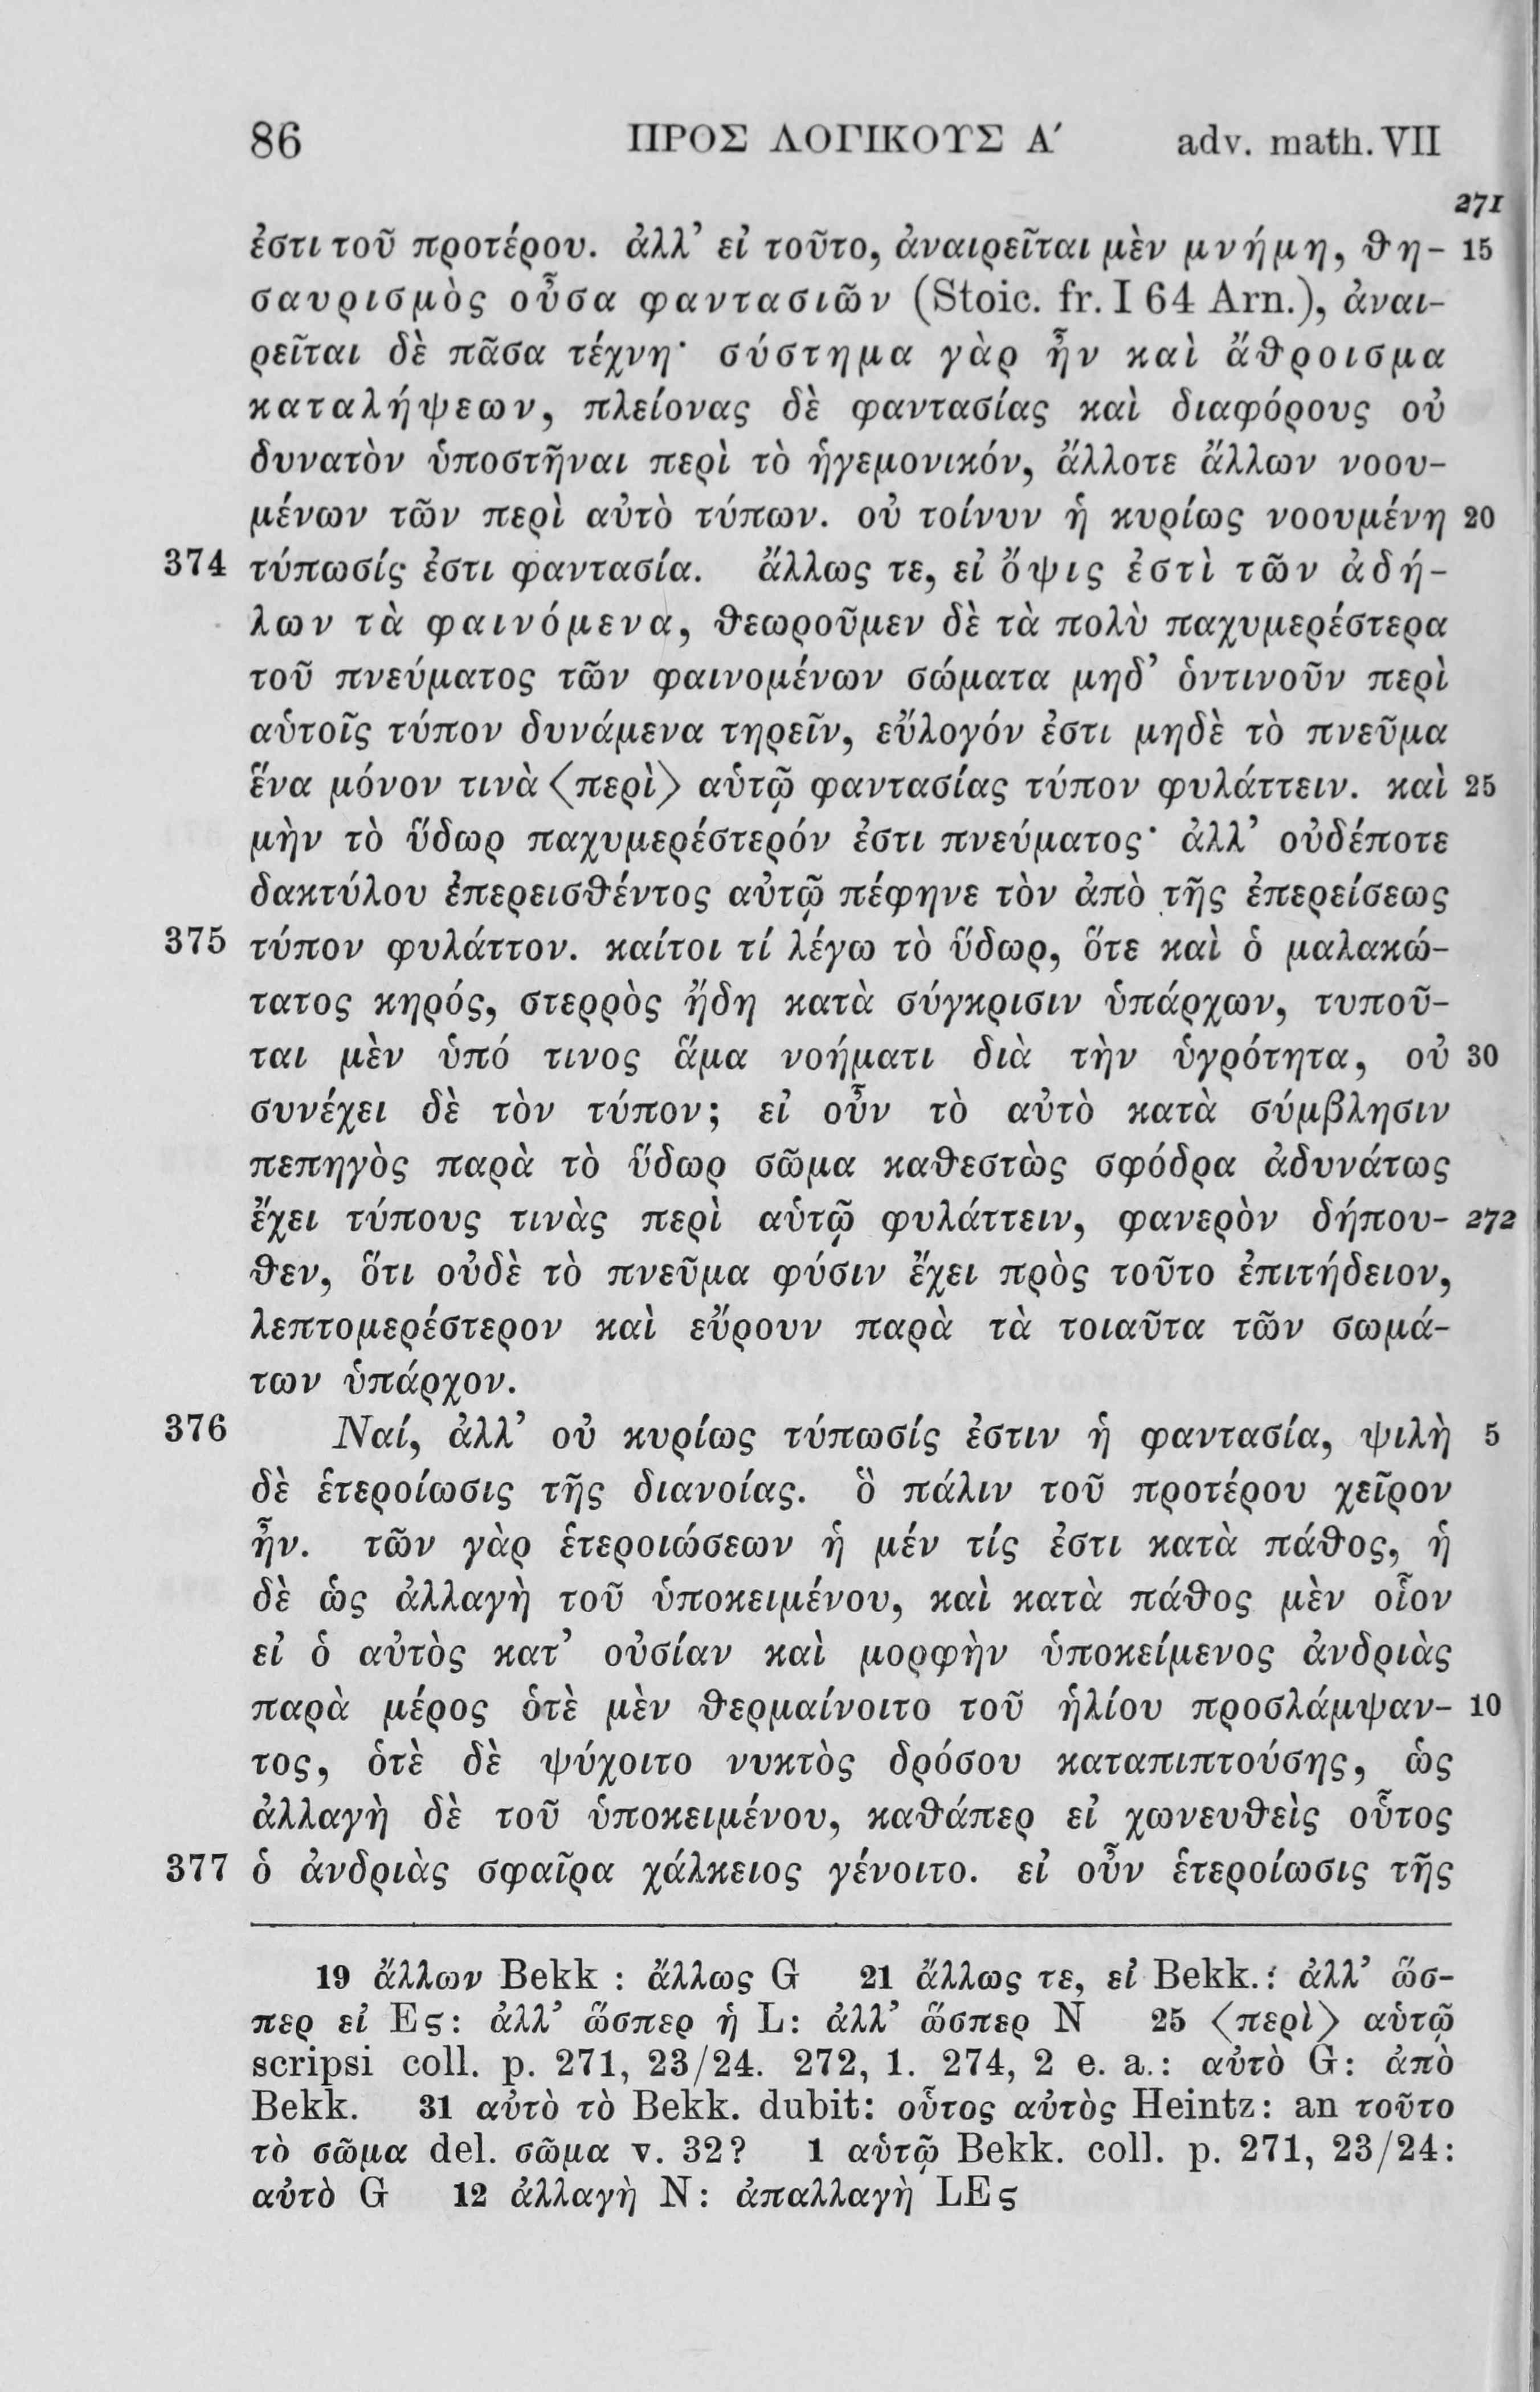 86 ΠΡΟΣ ΛΟΓΙΚΟΥΣ Α′ adv. math. VII
271
ἐστι τοῦ προτέρου. ἀλλ’ εἰ τοῦτο, ἀναιρεῖται μὲν μνήμη, θη- 15
σαυρισμὸς οὖσα φαντασιῶν (Stoic. fr. I 64 Arn.), ἀναι-
ρεῖται δὲ πᾶσα τέχνη· σύστημα γὰρ ἦν καὶ ἄθροισμα
καταλήψεων, πλείονας δὲ φαντασίας καὶ διαφόρους οὐ
δυνατὸν ὑποστῆναι περὶ τὸ ἡγεμονικόν, ἄλλοτε ἄλλων νοου-
μένων τῶν περὶ αὐτὸ τύπων. οὐ τοίνυν ἡ κυρίως νοουμένη 20
374 τύπωσίς ἐστι φαντασία. ἄλλως τε, εἰ ὄψις ἐστὶ τῶν ἀδή-
λων τὰ φαινόμενα, θεωροῦμεν δὲ τὰ πολὺ παχυμερέστερα
τοῦ πνεύματος τῶν φαινομένων σώματα μηδ’ ὁντινοῦν περὶ
αὑτοῖς τύπον δυνάμενα τηρεῖν, εὔλογόν ἐστι μηδὲ τὸ πνεῦμα
ἕνα μόνον τινὰ ⟨περὶ⟩ αὑτῷ φαντασίας τύπον φυλάττειν. καὶ 25
μὴν τὸ ὕδωρ παχυμερέστερόν ἐστι πνεύματος· ἀλλ’ οὐδέποτε
δακτύλου ἐπερεισθέντος αὐτῷ πέφηνε τὸν ἀπὸ τῆς ἐπερείσεως
375 τύπον φυλάττον. καίτοι τί λέγω τὸ ὕδωρ, ὅτε καὶ ὁ μαλακώ-
τατος κηρός, στερρὸς ἤδη κατὰ σύγκρισιν ὑπάρχων, τυποῦ-
ται μὲν ὑπό τινος ἅμα νοήματι διὰ τὴν ὑγρότητα, οὐ 30
συνέχει δὲ τὸν τύπον; εἰ οὖν τὸ αὐτὸ κατὰ σύμβλησιν
πεπηγὸς παρὰ τὸ ὕδωρ σῶμα καθεστὼς σφόδρα ἀδυνάτως
ἔχει τύπους τινὰς περὶ αὑτῷ φυλάττειν, φανερὸν δήπου- 272
θεν, ὅτι οὐδὲ τὸ πνεῦμα φύσιν ἔχει πρὸς τοῦτο ἐπιτήδειον,
λεπτομερέστερον καὶ εὔρουν παρὰ τὰ τοιαῦτα τῶν σωμά-
των ὑπάρχον.
376 Ναί, ἀλλ’ οὐ κυρίως τύπωσίς ἐστιν ἡ φαντασία, ψιλὴ 5
δὲ ἑτεροίωσις τῆς διανοίας. ὃ πάλιν τοῦ προτέρου χεῖρον
ἦν. τῶν γὰρ ἑτεροιώσεων ἡ μέν τίς ἐστι κατὰ πάθος, ἡ
δὲ ὡς ἀλλαγὴ τοῦ ὑποκειμένου, καὶ κατὰ πάθος μὲν οἷον
εἰ ὁ αὐτὸς κατ’ οὐσίαν καὶ μορφὴν ὑποκείμενος ἀνδριὰς
παρὰ μέρος ὁτὲ μὲν θερμαίνοιτο τοῦ ἡλίου προσλάμψαν- 10
τος, ὁτὲ δὲ ψύχοιτο νυκτὸς δρόσου καταπιπτούσης, ὡς
ἀλλαγὴ δὲ τοῦ ὑποκειμένου, καθάπερ εἰ χωνευθεὶς οὗτος
377 ὁ ἀνδριὰς σφαῖρα χάλκειος γένοιτο. εἰ οὖν ἑτεροίωσις τῆς
19 ἄλλων Bekk : ἄλλως G 21 ἄλλως τε, εἰ Bekk.: ἀλλ’ ὥσ-
περ εἰ Eς: ἀλλ’ ὥσπερ ἡ L: ἀλλ’ ὥσπερ N 25 ⟨περὶ⟩ αὑτῷ
scripsi coll. p. 271, 23/24. 272, 1. 274, 2 e. a.: αὐτὸ G: ἀπὸ
Bekk. 31 αὐτὸ τὸ Bekk. dubit: οὗτος αὐτὸς Heintz: an τοῦτο
τὸ σῶμα del. σῶμα v. 32? 1 αὑτῷ Bekk. coll. p. 271, 23/24:
αὐτὸ G 12 ἀλλαγὴ N: ἀπαλλαγὴ LEς